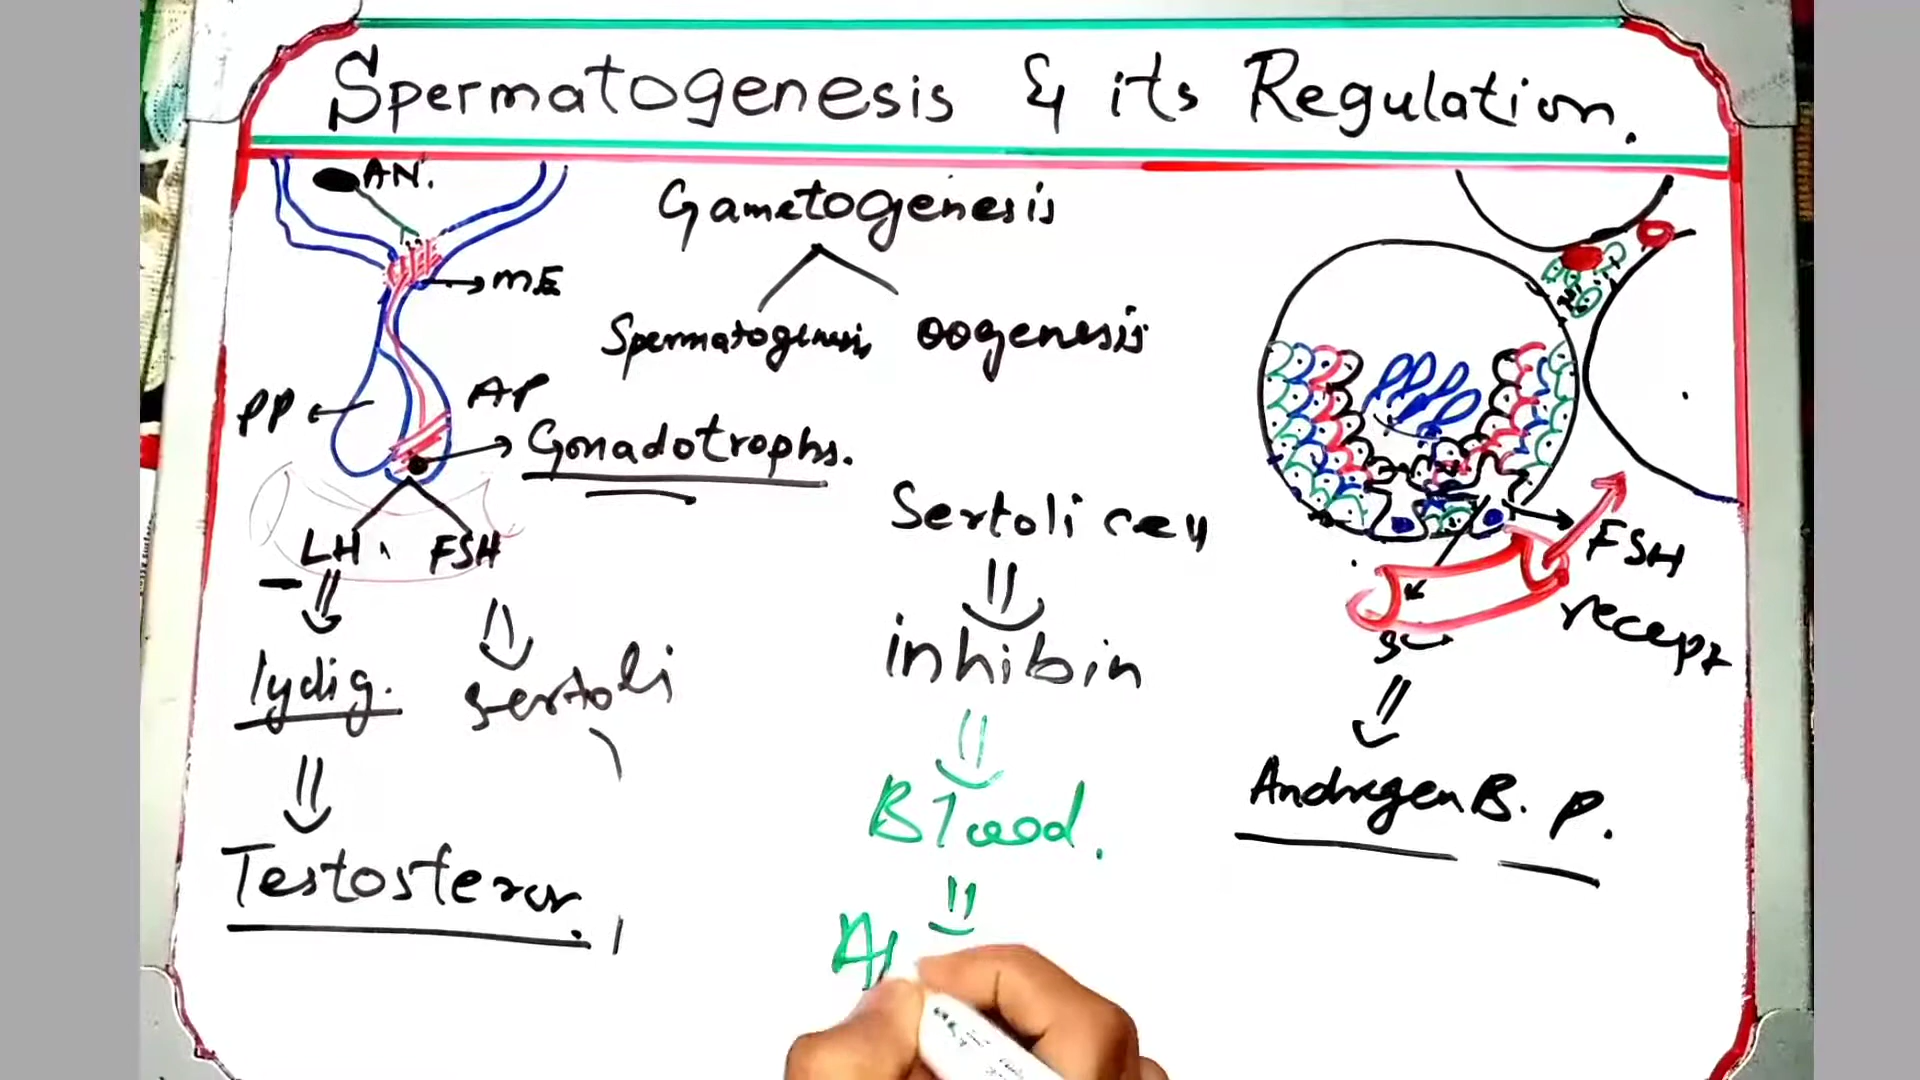 Spermatogenesis & its Regulation.
AN.
ME
PP
AP
Gonadotrophs.
LH, FSH
lydig. sertoli
Testosteron.
Gametogenesis
Spermatogenesis oogenesis
Sertoli cell
inhibin
Blood.
FSH
recept
Androgen B. P.